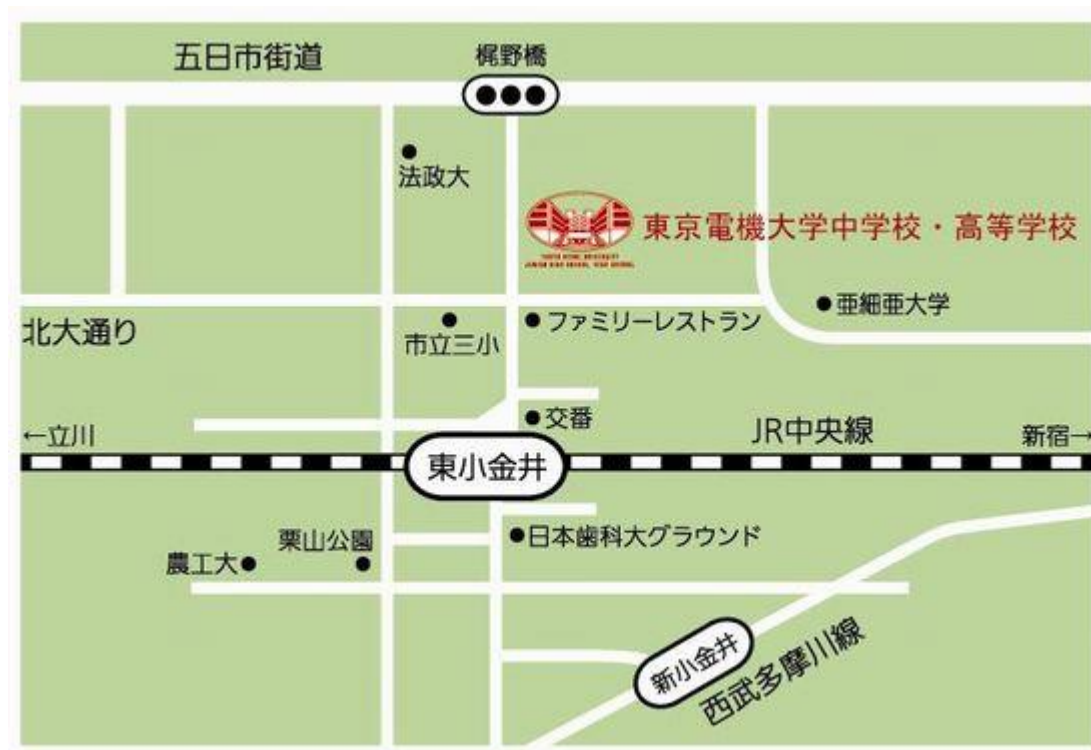 五日市街道
梶野橋
法政大
東京電機大学中学校・高等学校
亜細亜大学
北大通り
市立三小
ファミリーレストラン
交番
←立川
JR中央線
新宿→
東小金井
栗山公園
日本歯科大グラウンド
農工大
新小金井
西武多摩川線